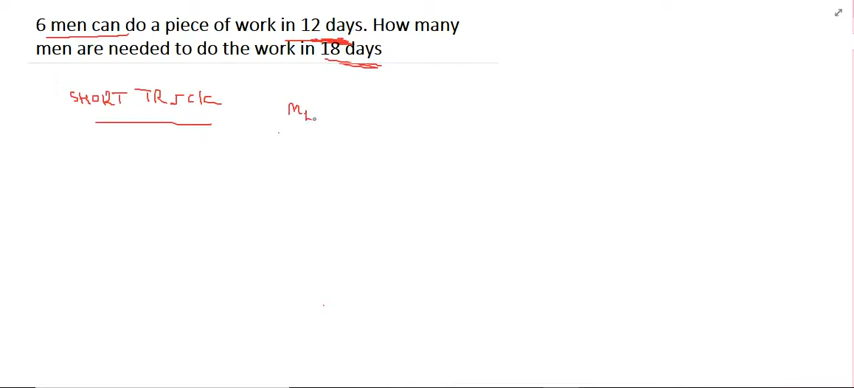 6 men can do a piece of work in 12 days. How many
men are needed to do the work in 18 days
SHORT TRICK
M₁